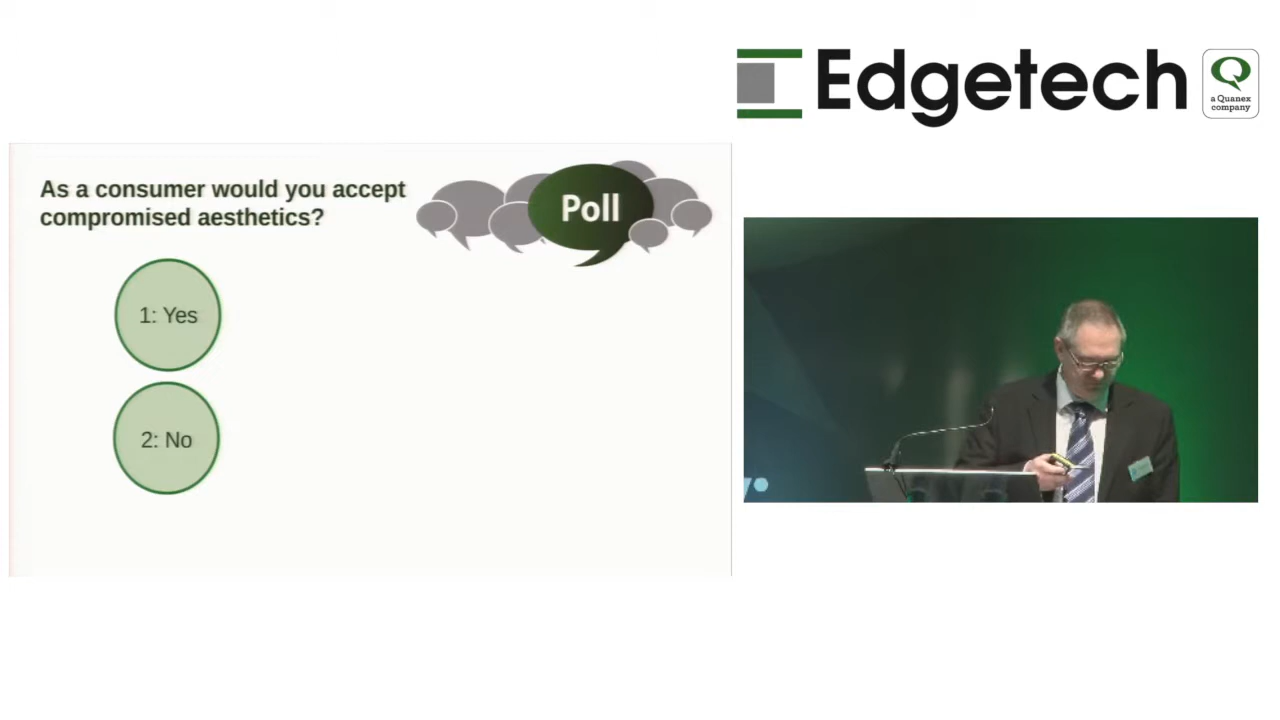 Edgetech
a Quanex
company
As a consumer would you accept
compromised aesthetics?
Poll
1: Yes
2: No